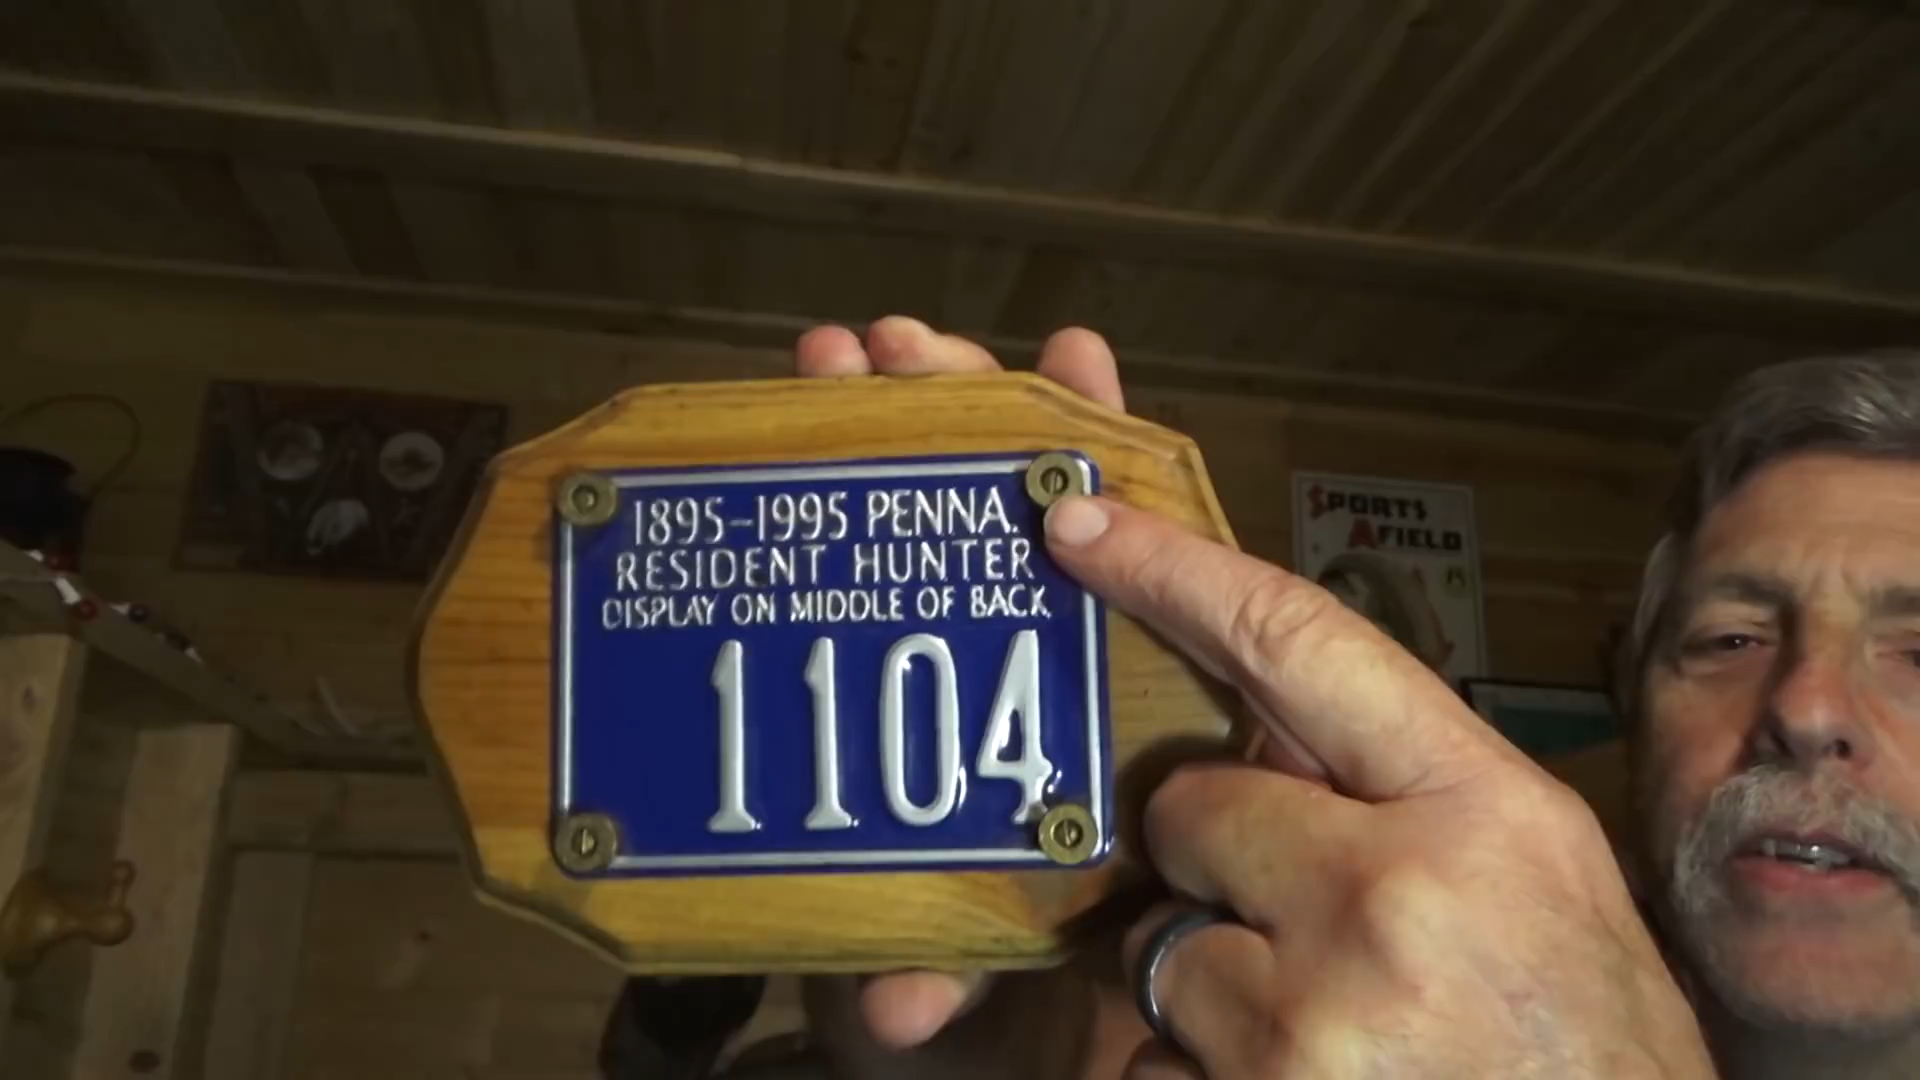 1895-1995 PENNA.
RESIDENT HUNTER
DISPLAY ON MIDDLE OF BACK
1104
SPORTS
AFIELD